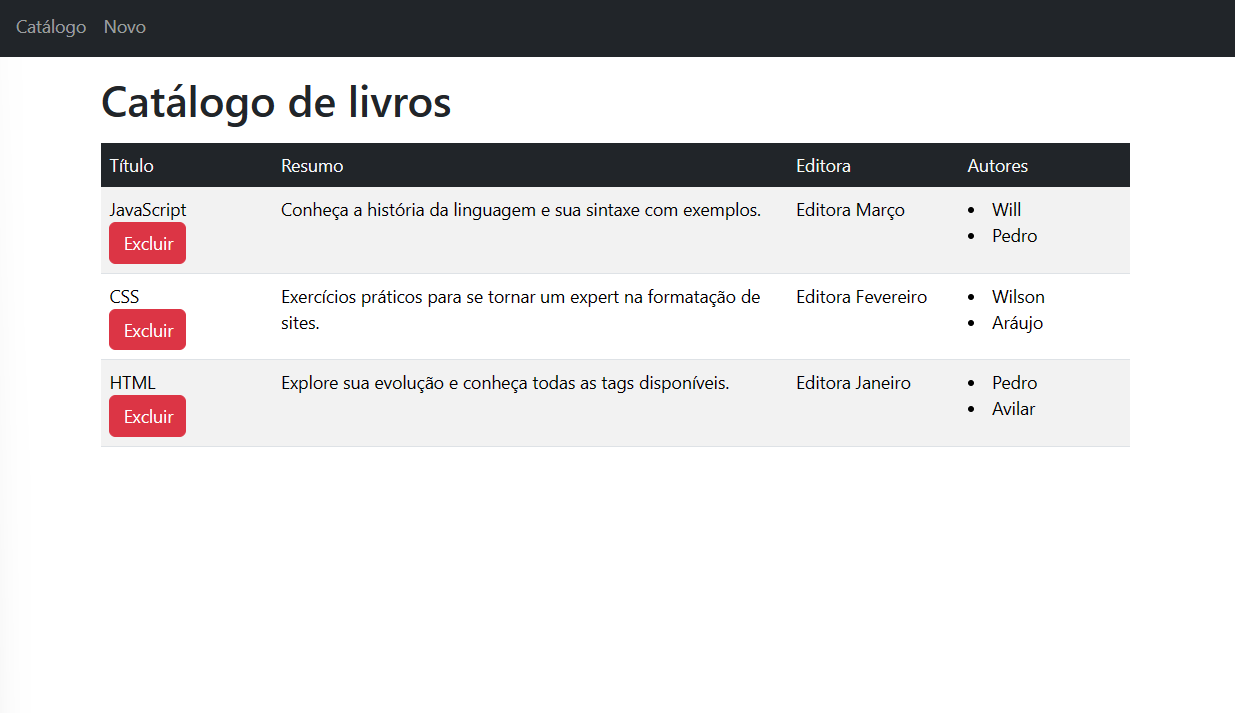 Catálogo Novo
Catálogo de livros
Título Resumo Editora Autores
JavaScript Conheça a história da linguagem e sua sintaxe com exemplos. Editora Março • Will
Excluir • Pedro
CSS Exercícios práticos para se tornar um expert na formatação de Editora Fevereiro • Wilson
Excluir sites. • Aráujo
HTML Explore sua evolução e conheça todas as tags disponíveis. Editora Janeiro • Pedro
Excluir • Avilar